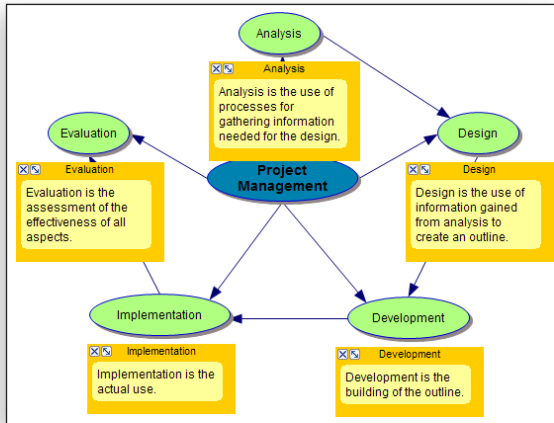 Analysis
Analysis
Analysis is the use of
processes for
gathering information
needed for the design.
Evaluation
Design
Project
Management
Evaluation
Evaluation is the
assessment of the
effectiveness of all
aspects.
Design
Design is the use of
information gained
from analysis to
create an outline.
Implementation
Development
Implementation
Implementation is the
actual use.
Development
Development is the
building of the outline.